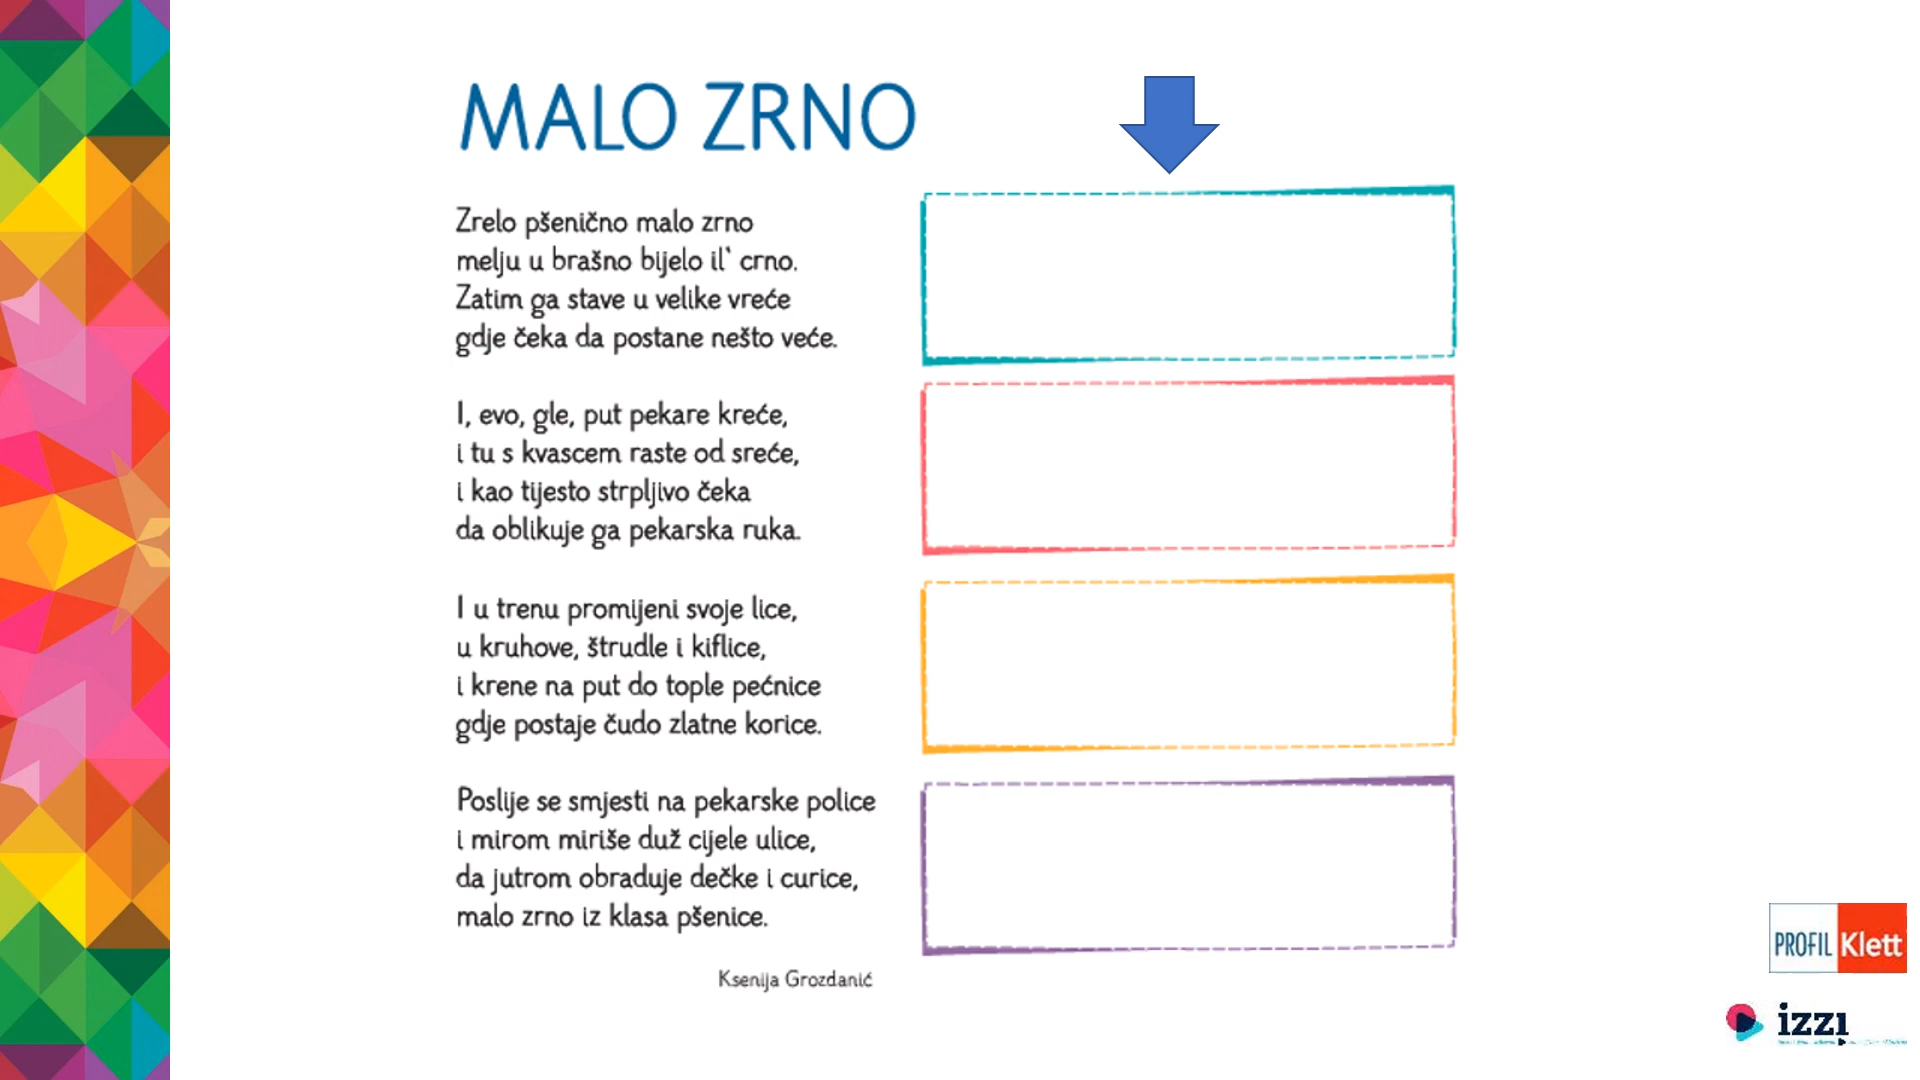 MALO ZRNO
Zrelo pšenično malo zrno
melju u brašno bijelo il` crno.
Zatim ga stave u velike vreće
gdje čeka da postane nešto veće.
I, evo, gle, put pekare kreće,
i tu s kvascem raste od sreće,
i kao tijesto strpljivo čeka
da oblikuje ga pekarska ruka.
I u trenu promijeni svoje lice,
u kruhove, štrudle i kiflice,
i krene na put do tople pećnice
gdje postaje čudo zlatne korice.
Poslije se smjesti na pekarske police
i mirom miriše duž cijele ulice,
da jutrom obraduje dečke i curice,
malo zrno iz klasa pšenice.
Ksenija Grozdanić
PROFIL Klett
izzi